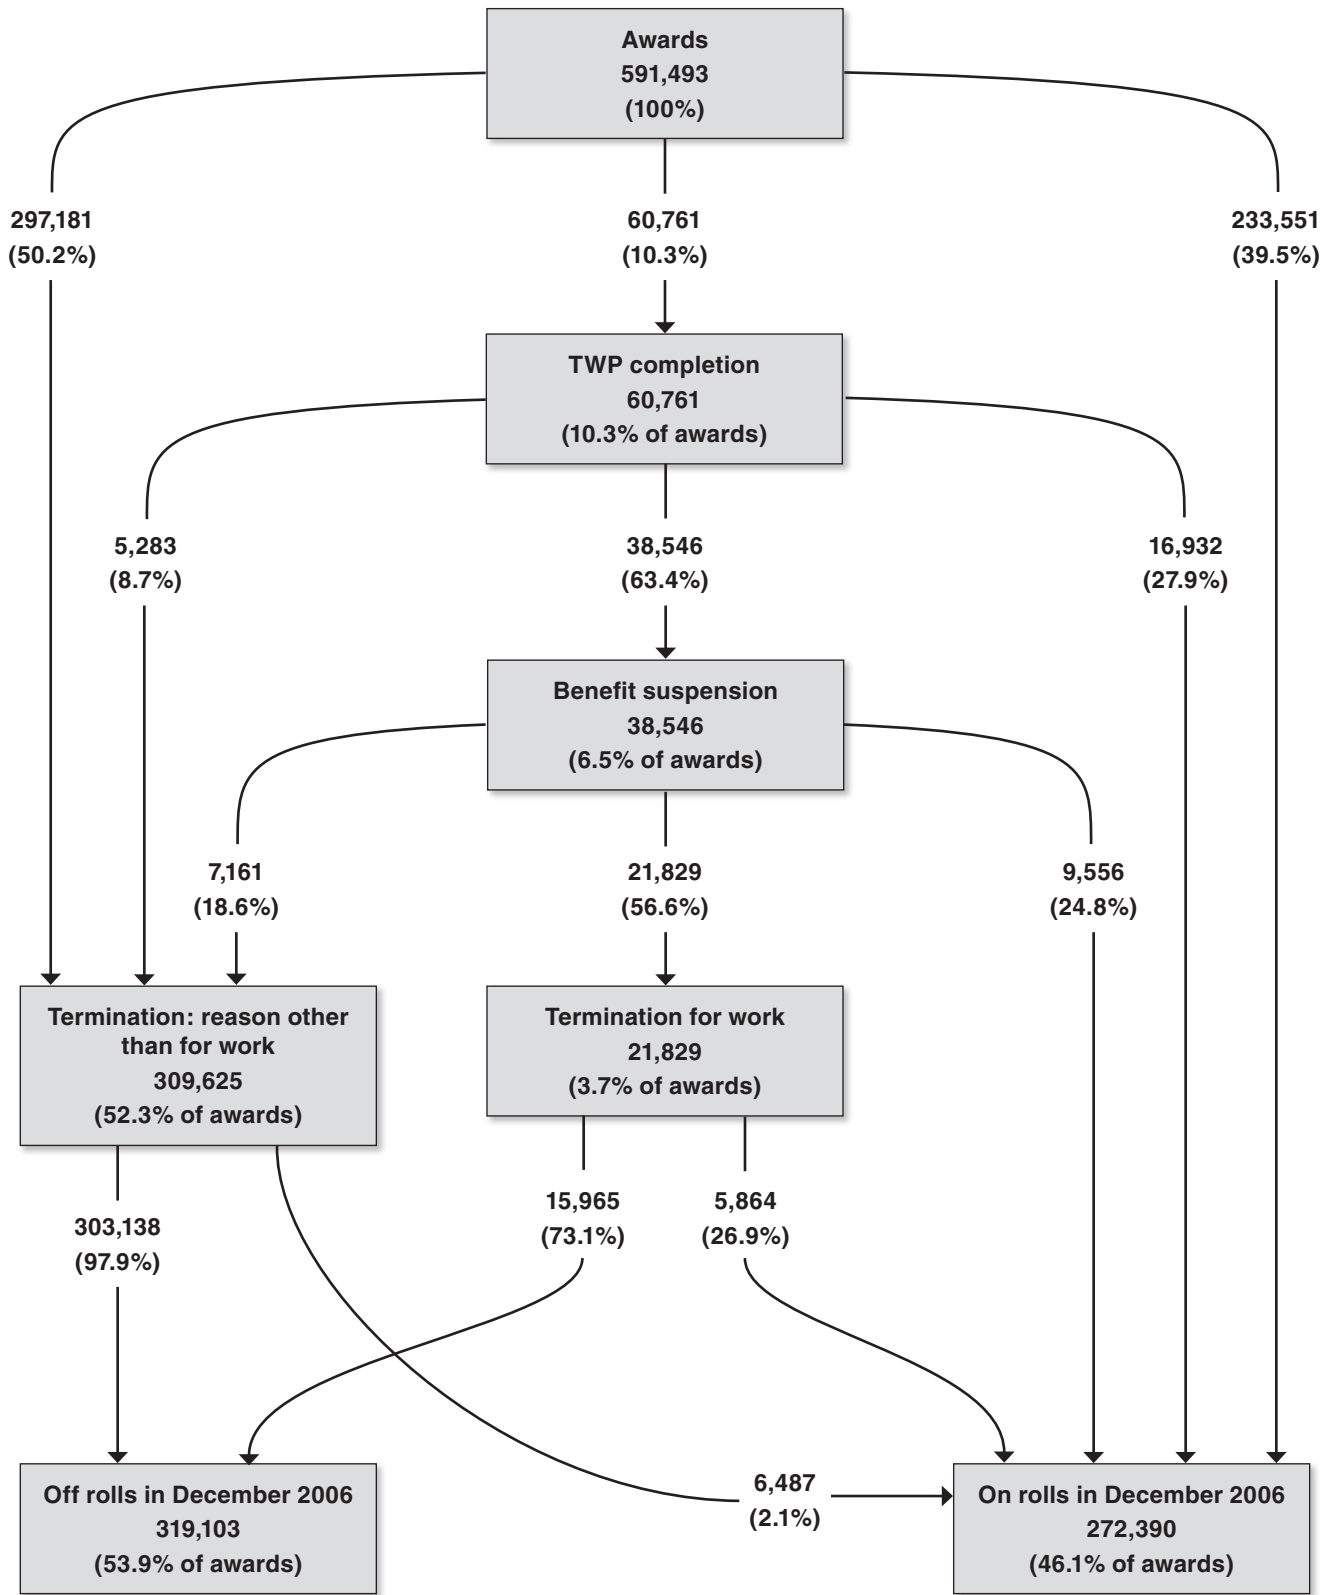 Awards
591,493
(100%)
297,181
(50.2%)
60,761
(10.3%)
233,551
(39.5%)
TWP completion
60,761
(10.3% of awards)
5,283
(8.7%)
38,546
(63.4%)
16,932
(27.9%)
Benefit suspension
38,546
(6.5% of awards)
7,161
(18.6%)
21,829
(56.6%)
9,556
(24.8%)
Termination: reason other
than for work
309,625
(52.3% of awards)
Termination for work
21,829
(3.7% of awards)
303,138
(97.9%)
15,965
(73.1%)
5,864
(26.9%)
6,487
(2.1%)
Off rolls in December 2006
319,103
(53.9% of awards)
On rolls in December 2006
272,390
(46.1% of awards)